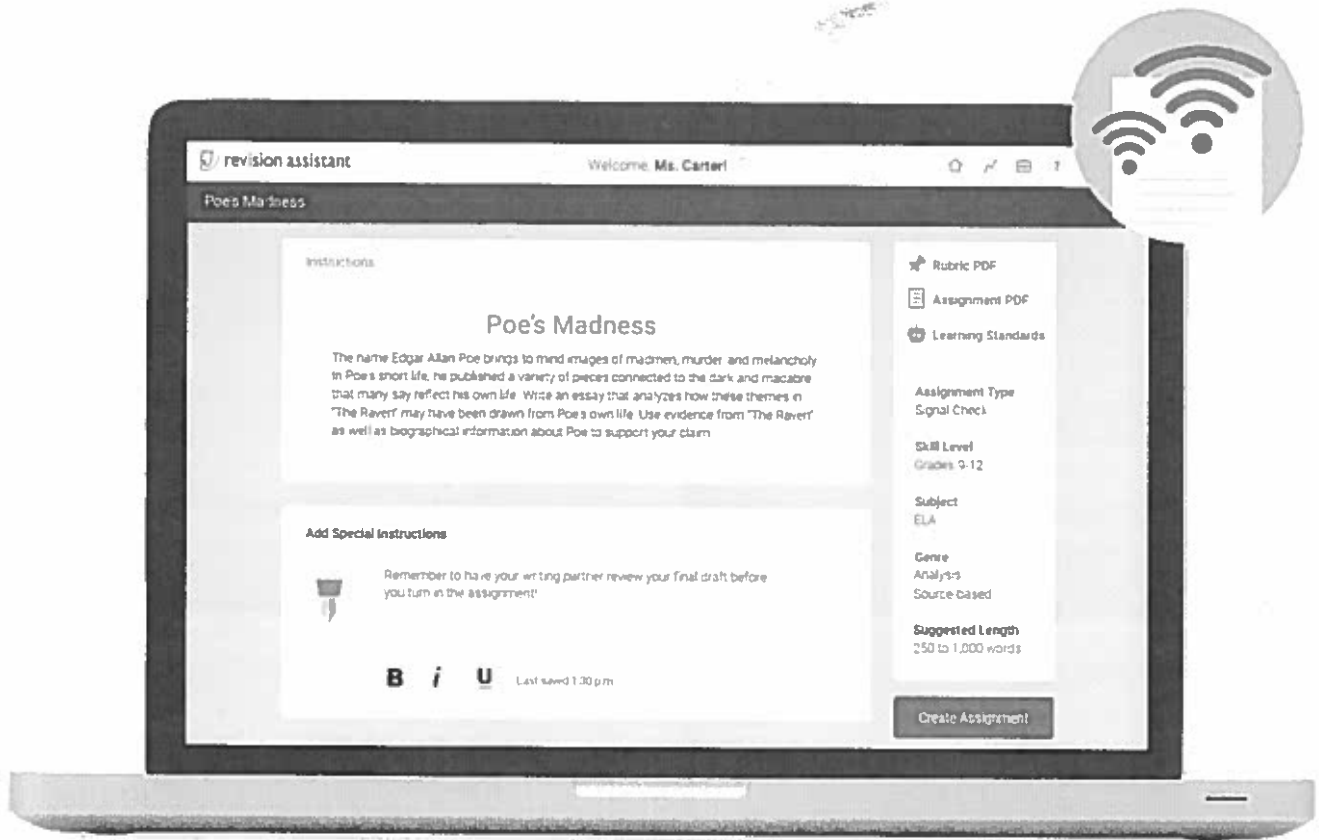 revision assistant
Welcome, Ms. Carter!
?
Poe's Madness
Instructions
Poe's Madness
The name Edgar Allan Poe brings to mind images of madmen, murder and melancholy
In Poe's short life, he published a variety of pieces connected to the dark and macabre
that many say reflect his own life. Write an essay that analyzes how these themes in
"The Raven" may have been drawn from Poe's own life. Use evidence from "The Raven"
as well as biographical information about Poe to support your claim
Add Special Instructions
Remember to have your writing partner review your final draft before
you turn in the assignment!
B i U Last saved 1:30 p.m
Rubric PDF
Assignment PDF
Learning Standards
Assignment Type
Signal Check
Skill Level
Grades 9-12
Subject
ELA
Genre
Analysis
Source-based
Suggested Length
250 to 1,000 words
Create Assignment